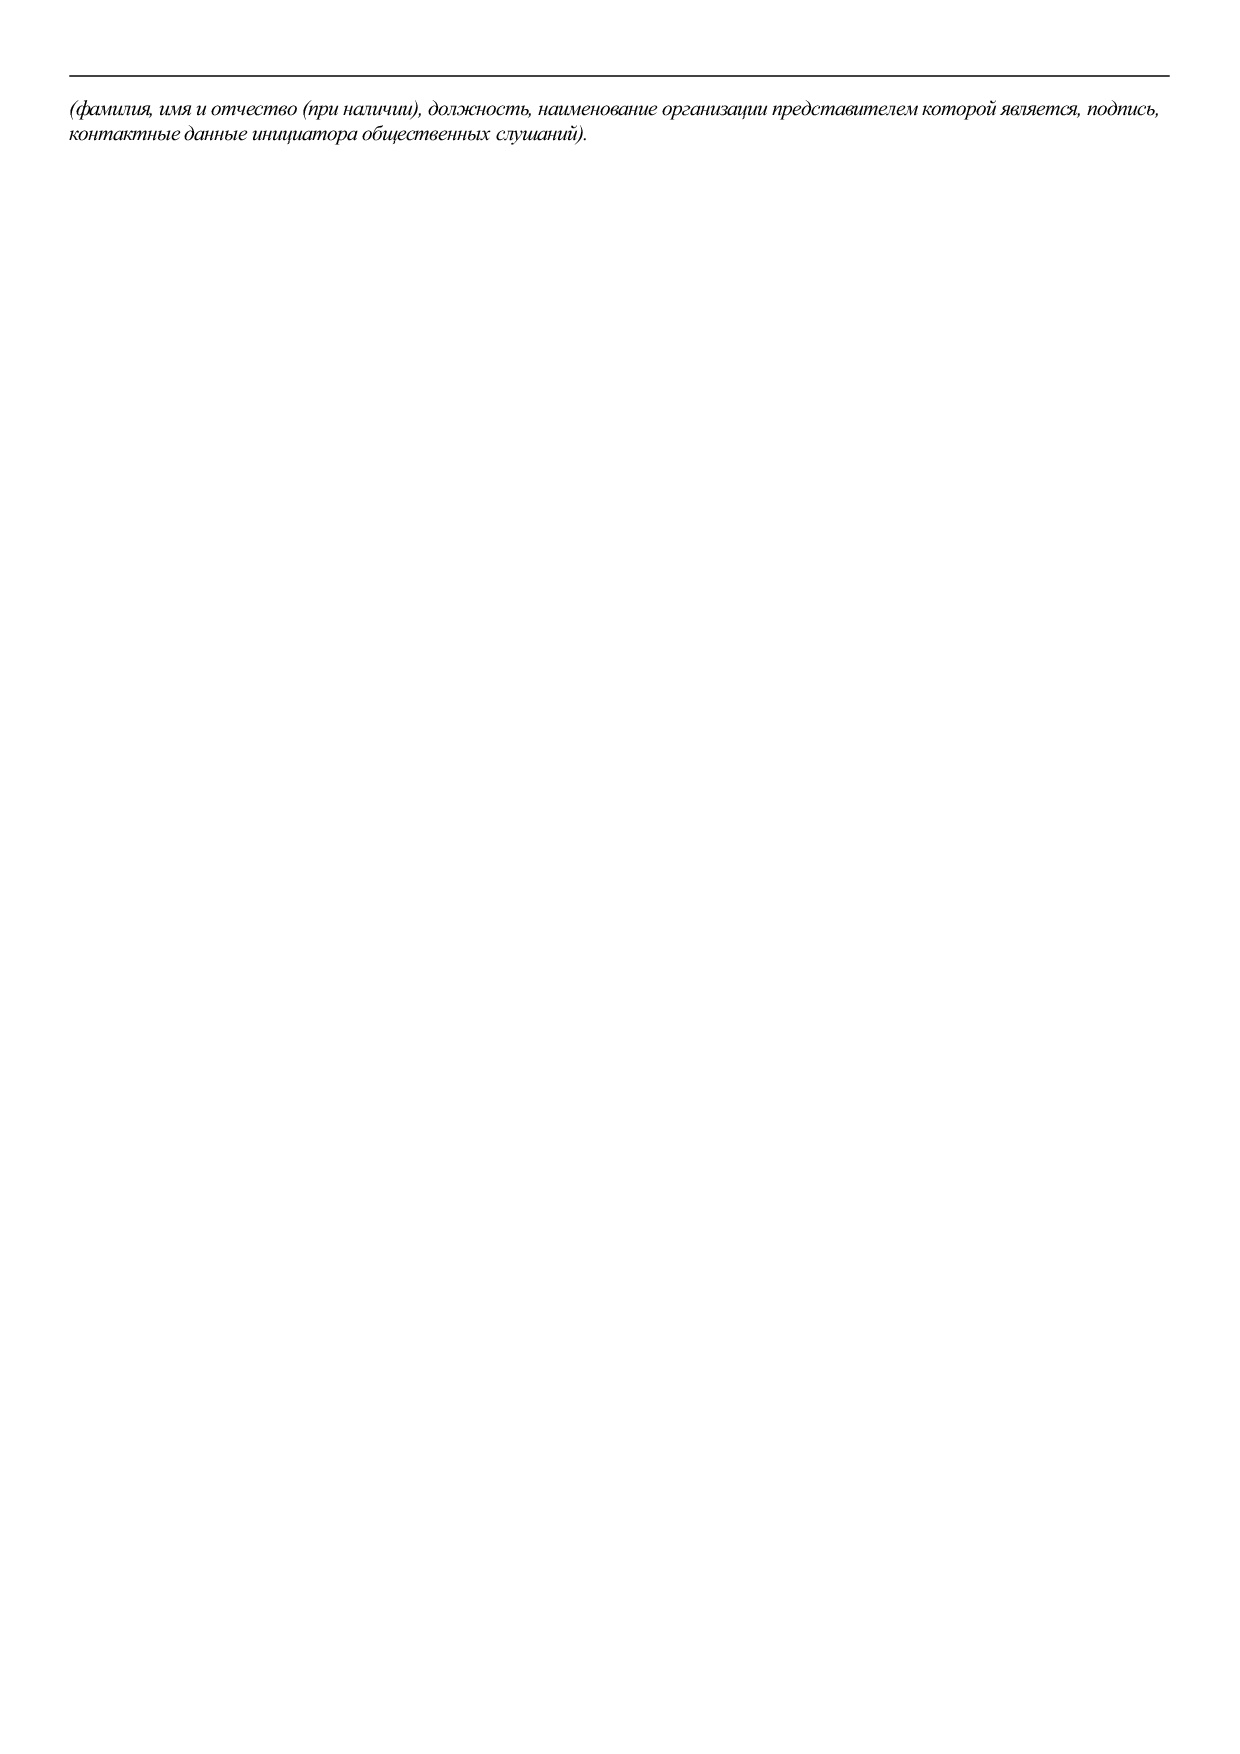 (фамилия, имя и отчество (при наличии), должность, наименование организации представителем которой является, подпись,
контактные данные инициатора общественных слушаний).